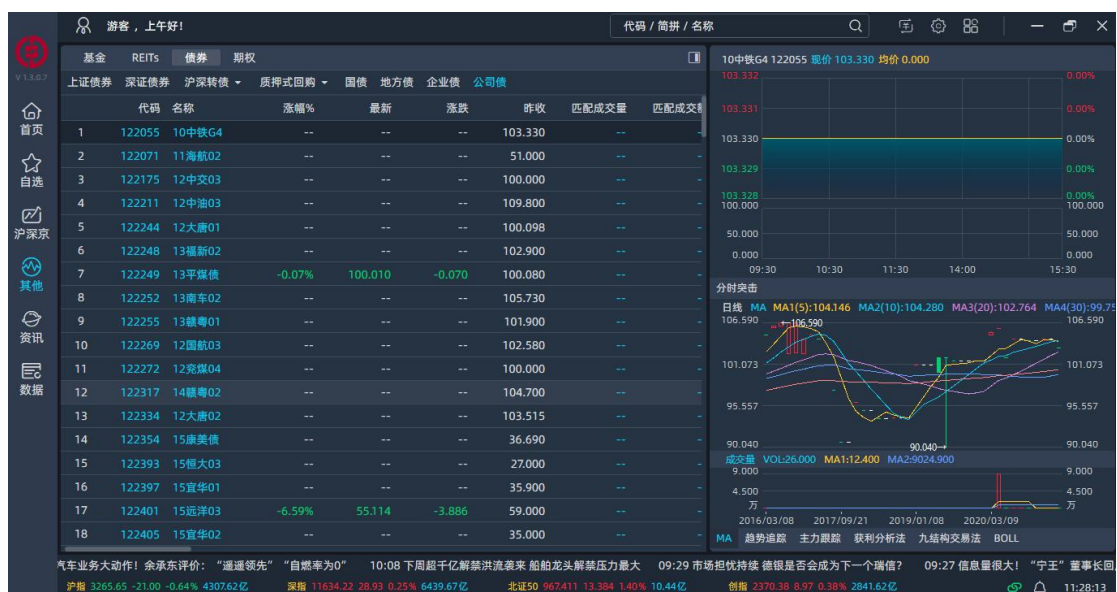 游客，上午好!
代码 / 简拼 / 名称
V 1.3.0.7
首页
自选
沪深京
其他
资讯
数据
基金 REITs 债券 期权
上证债券 深证债券 沪深转债 质押式回购 国债 地方债 企业债 公司债
代码 名称 涨幅% 最新 涨跌 昨收 匹配成交量 匹配成交
1 122055 10中铁G4 -- -- -- 103.330 -- -
2 122071 11海航02 -- -- -- 51.000 -- -
3 122175 12中交03 -- -- -- 100.000 -- -
4 122211 12中油03 -- -- -- 109.800 -- -
5 122244 12大唐01 -- -- -- 100.098 -- -
6 122248 13福新02 -- -- -- 102.900 -- -
7 122249 13平煤债 -0.07% 100.010 -0.070 100.080 -- -
8 122252 13南车02 -- -- -- 105.730 -- -
9 122255 13赣粤01 -- -- -- 101.900 -- -
10 122269 12国航03 -- -- -- 102.580 -- -
11 122272 12兖煤04 -- -- -- 100.000 -- -
12 122317 14赣粤02 -- -- -- 104.700 -- -
13 122334 12大唐02 -- -- -- 103.515 -- -
14 122354 15康美债 -- -- -- 36.690 -- -
15 122393 15恒大03 -- -- -- 27.000 -- -
16 122397 15宜华01 -- -- -- 35.900 -- -
17 122401 15远洋03 -6.59% 55.114 -3.886 59.000 -- -
18 122405 15宜华02 -- -- -- 35.000 -- -
10中铁G4 122055 现价 103.330 均价 0.000
103.332 0.00%
103.331 0.00%
103.330 0.00%
103.329 0.00%
103.328 0.00%
100.000 100.000
50.000 50.000
0.000 0.000
09:30 10:30 11:30 14:00 15:30
分时突击
日线 MA MA1(5):104.146 MA2(10):104.280 MA3(20):102.764 MA4(30):99.75
106.590 ←106.590 106.590
101.073 101.073
95.557 95.557
90.040 90.040→ 90.040
成交量 VOL:26.000 MA1:12.400 MA2:9024.900
9.000 9.000
4.500 4.500
万 万
2016/03/08 2017/09/21 2019/01/08 2020/03/09
MA 趋势追踪 主力跟踪 获利分析法 九结构交易法 BOLL
汽车业务大动作！余承东评价：“遥遥领先”“自燃率为0” 10:08 下周超千亿解禁洪流袭来 船舶龙头解禁压力最大 09:29 市场担忧持续 德银是否会成为下一个瑞信？ 09:27 信息量很大！“宁王”董事长回
沪指 3265.65 -21.00 -0.64% 4307.62亿 深指 11634.22 28.93 0.25% 6439.67亿 北证50 967.411 13.384 1.40% 10.44亿 创指 2370.38 8.97 0.38% 2841.62亿 11:28:13